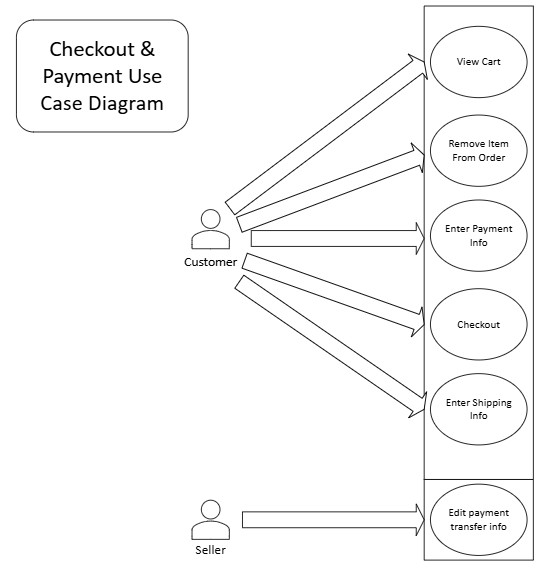 Checkout &
Payment Use
Case Diagram
View Cart
Remove Item
From Order
Enter Payment
Info
Customer
Checkout
Enter Shipping
Info
Edit payment
transfer info
Seller